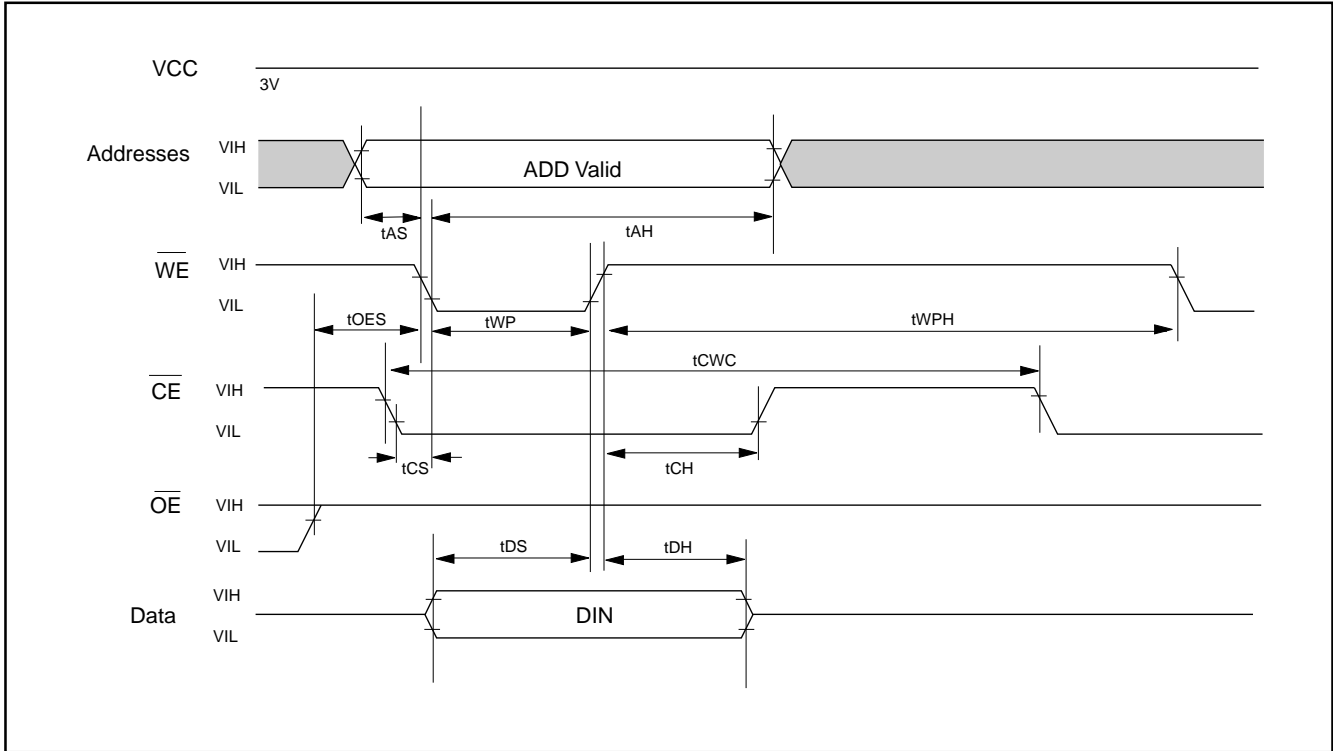 VCC
3V
Addresses
VIH
VIL
ADD Valid
tAS
tAH
WE
VIH
VIL
tOES
tWP
tWPH
tCWC
CE
VIH
VIL
tCS
tCH
OE
VIH
VIL
tDS
tDH
Data
VIH
VIL
DIN